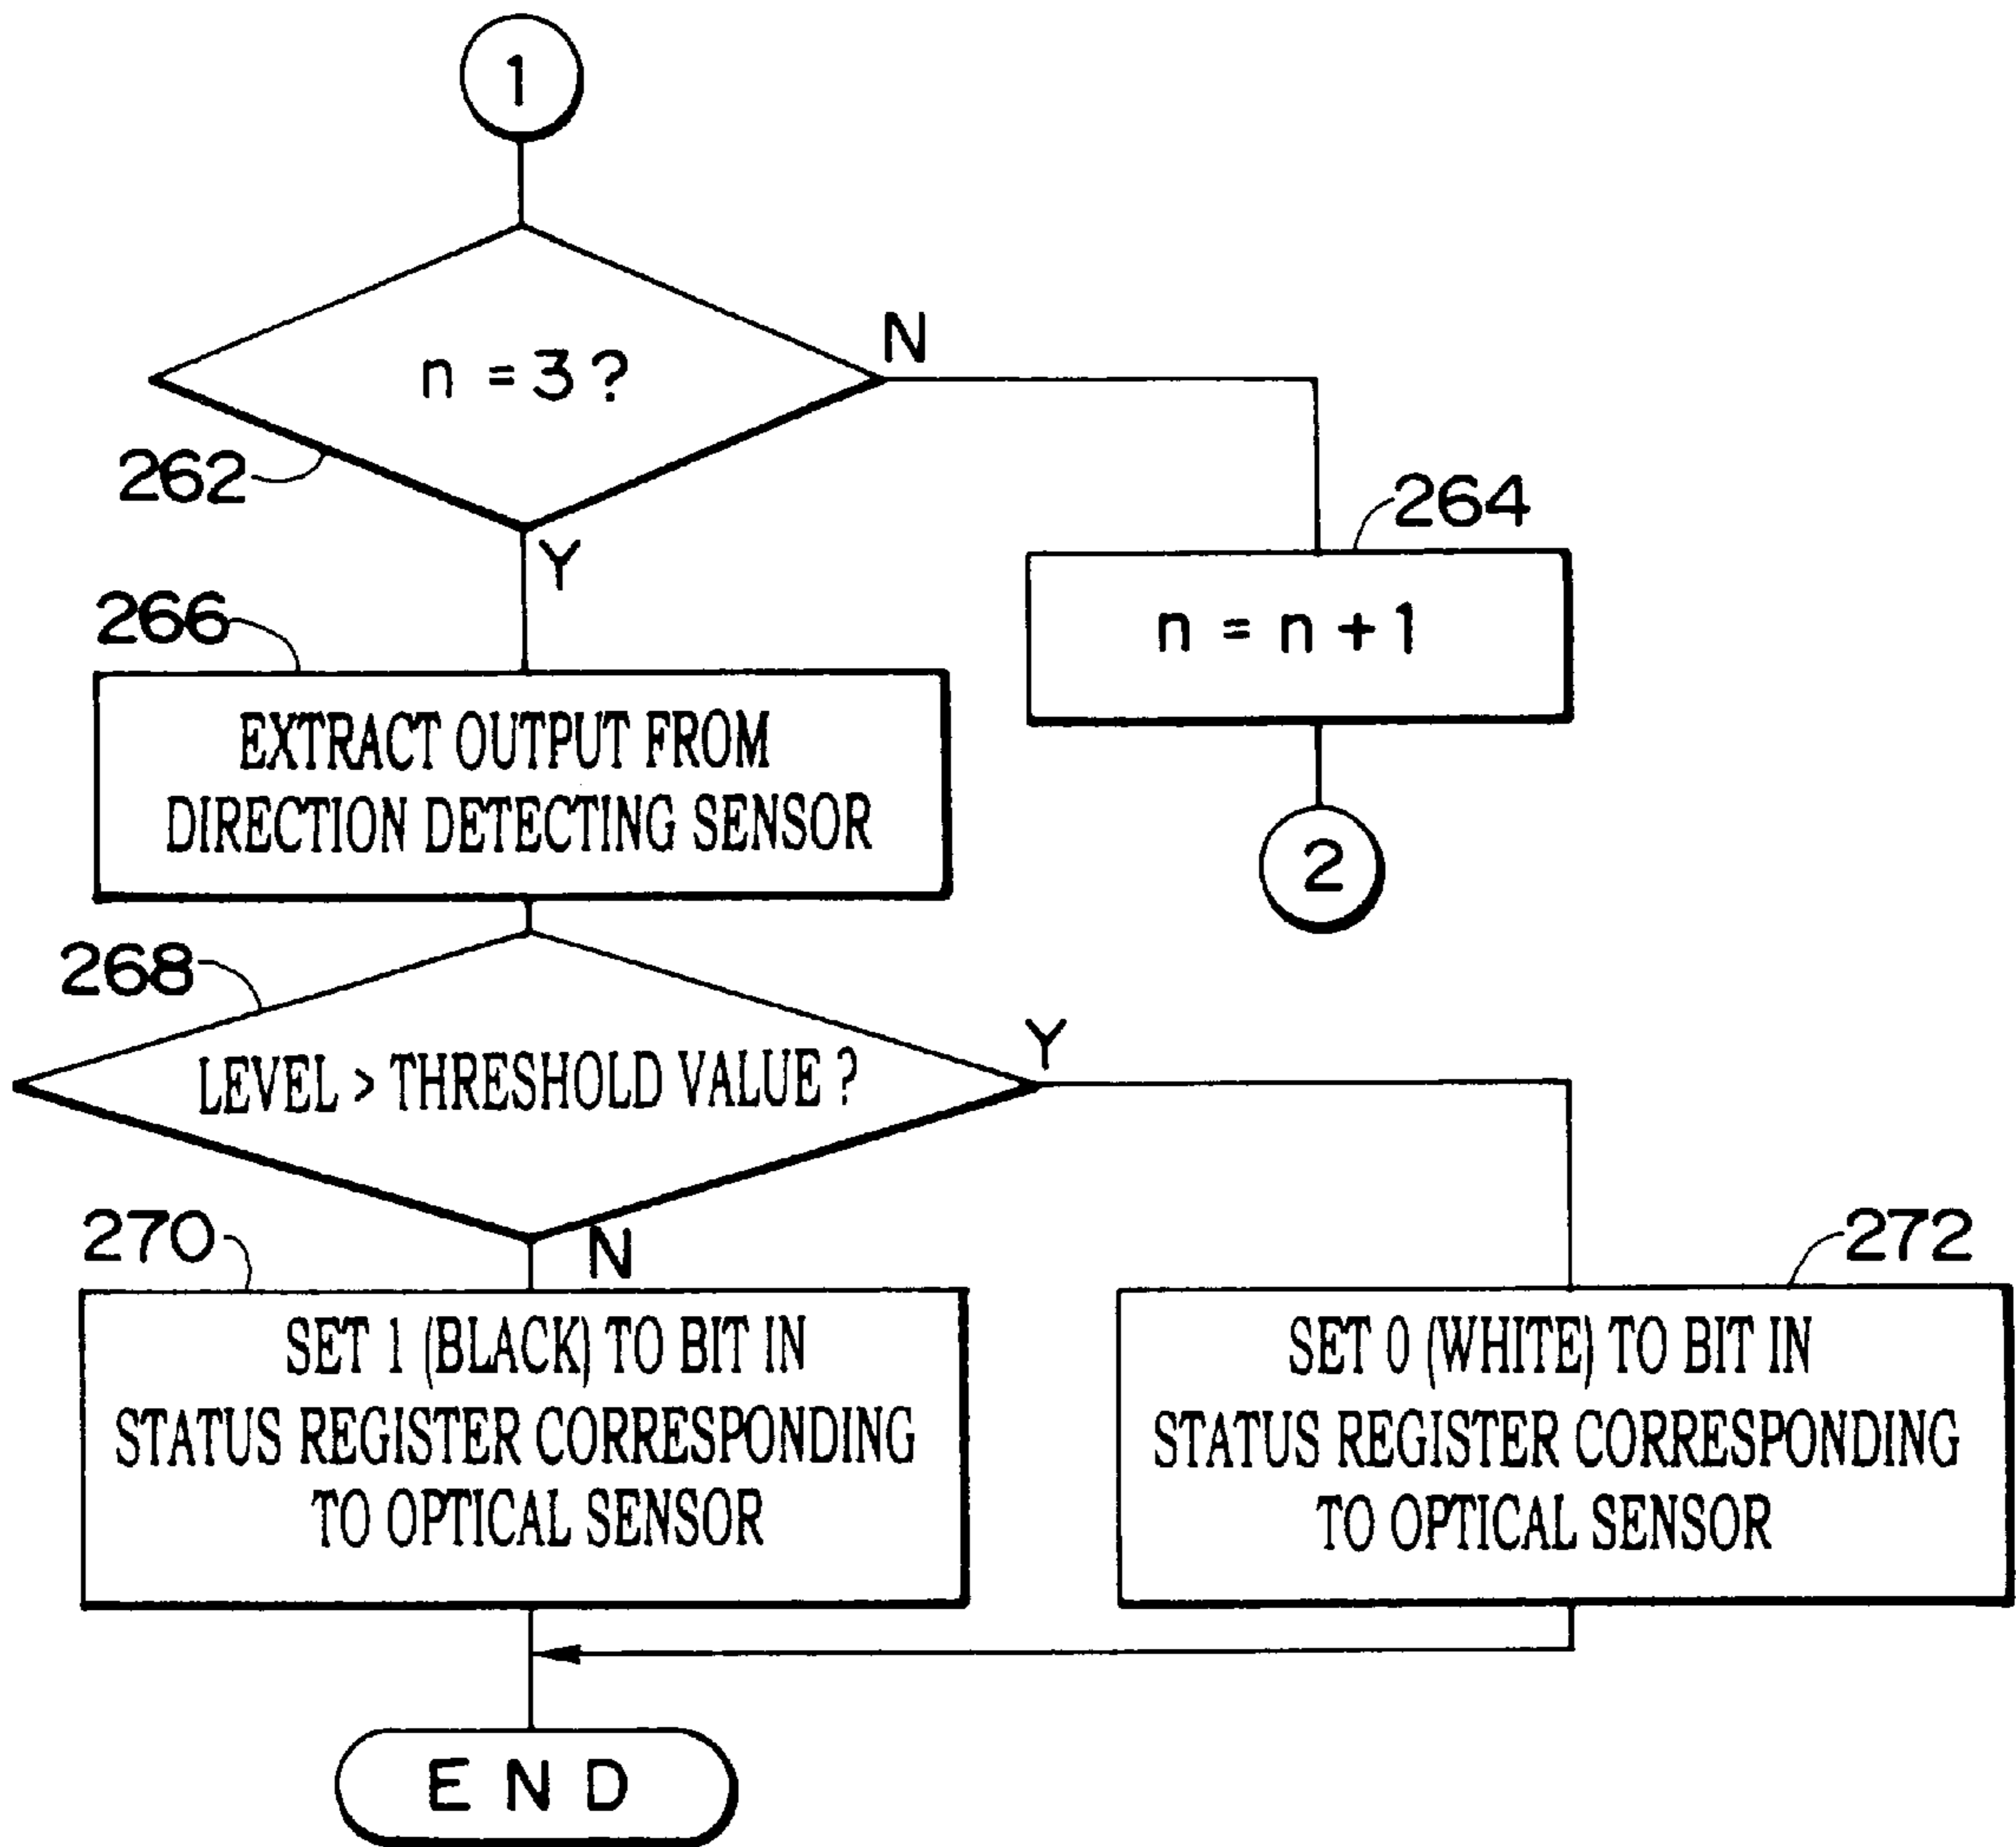 1
n = 3 ?
N
262
Y
264
n = n + 1
2
266
EXTRACT OUTPUT FROM
DIRECTION DETECTING SENSOR
268
LEVEL > THRESHOLD VALUE ?
Y
N
270
SET 1 (BLACK) TO BIT IN
STATUS REGISTER CORRESPONDING
TO OPTICAL SENSOR
272
SET 0 (WHITE) TO BIT IN
STATUS REGISTER CORRESPONDING
TO OPTICAL SENSOR
END